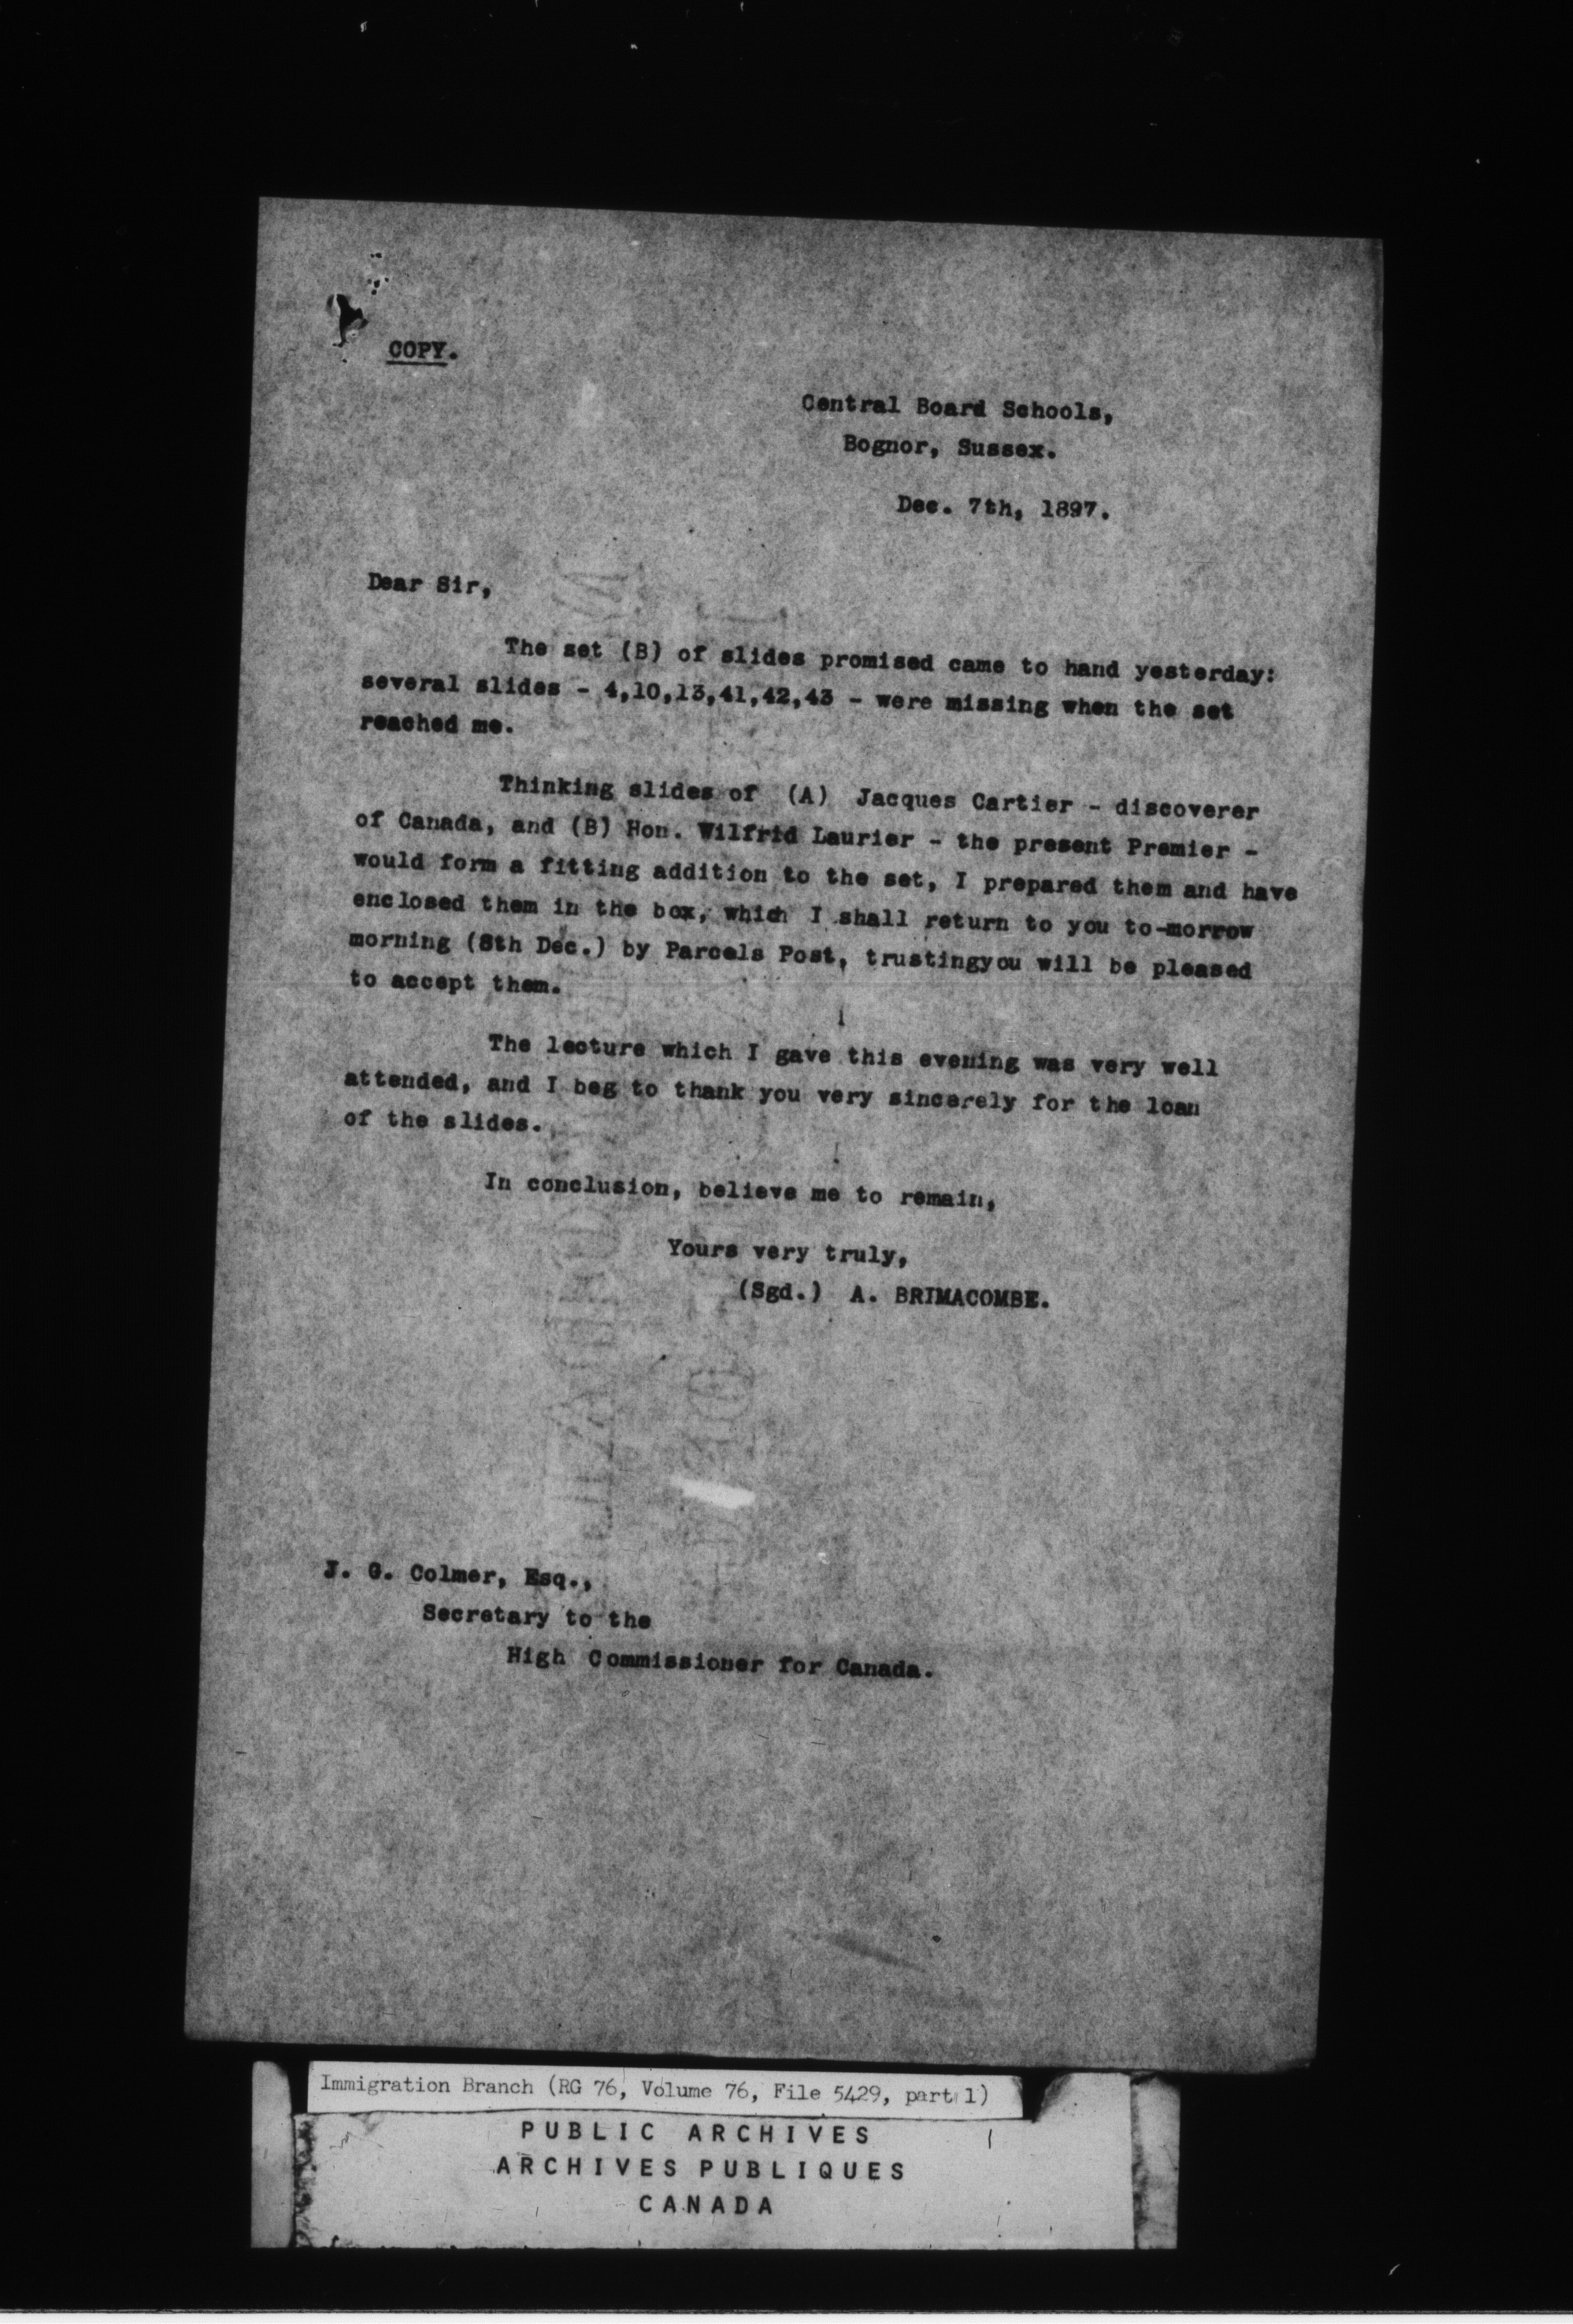 COPY.
Central Board Schools,
Bognor, Sussex.
Dec. 7th, 1897.
Dear Sir,
The set (B) of slides promised came to hand yesterday:
several slides - 4,10,13,41,42,43 - were missing when the set
reached me.
Thinking slides of (A) Jacques Cartier - discoverer
of Canada, and (B) Hon. Wilfrid Laurier - the present Premier -
would form a fitting addition to the set, I prepared them and have
enclosed them in the box, which I shall return to you to-morrow
morning (8th Dec.) by Parcels Post, trustingyou will be pleased
to accept them.
The lecture which I gave this evening was very well
attended, and I beg to thank you very sincerely for the loan
of the slides.
In conclusion, believe me to remain,
Yours very truly,
(Sgd.) A. BRIMACOMBE.
J. G. Colmer, Esq.,
Secretary to the
High Commissioner for Canada.
Immigration Branch (RG 76, Volume 76, File 5429, part 1)
PUBLIC ARCHIVES
ARCHIVES PUBLIQUES
CANADA